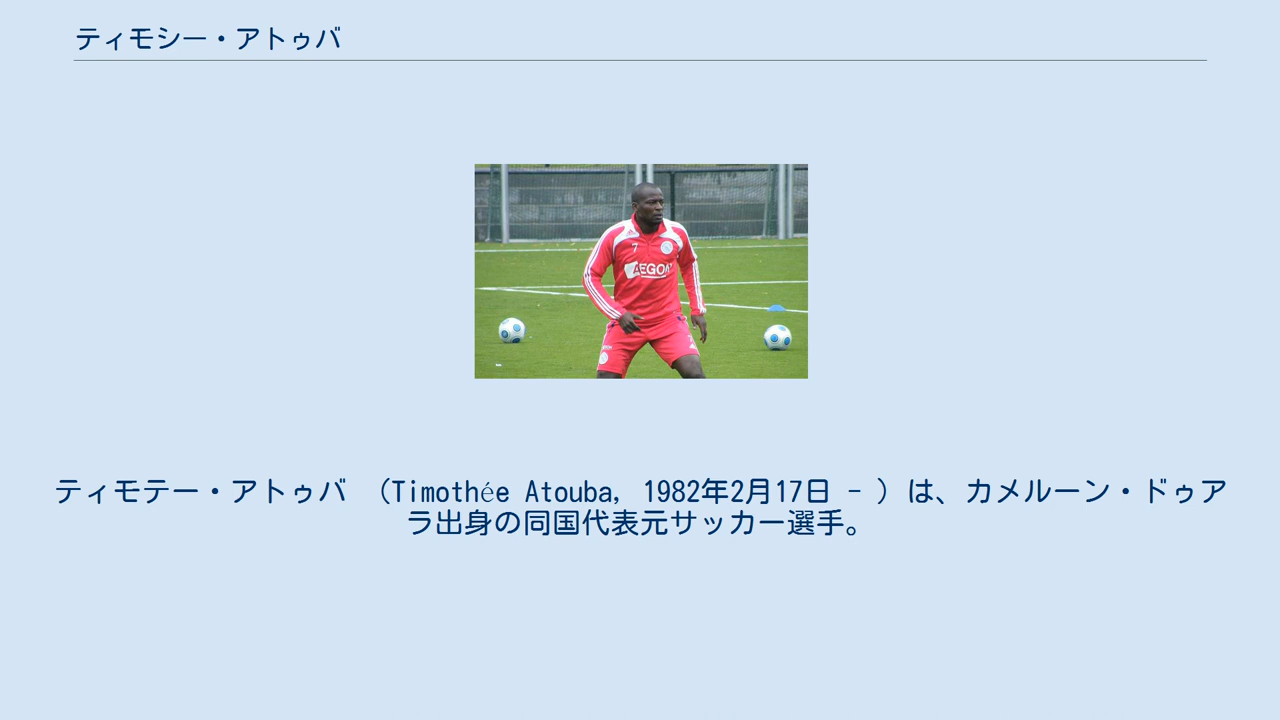 ティモシー・アトゥバ
7
AEGON
ティモテー・アトゥバ （Timothée Atouba, 1982年2月17日 - ）は、カメルーン・ドゥア
ラ出身の同国代表元サッカー選手。